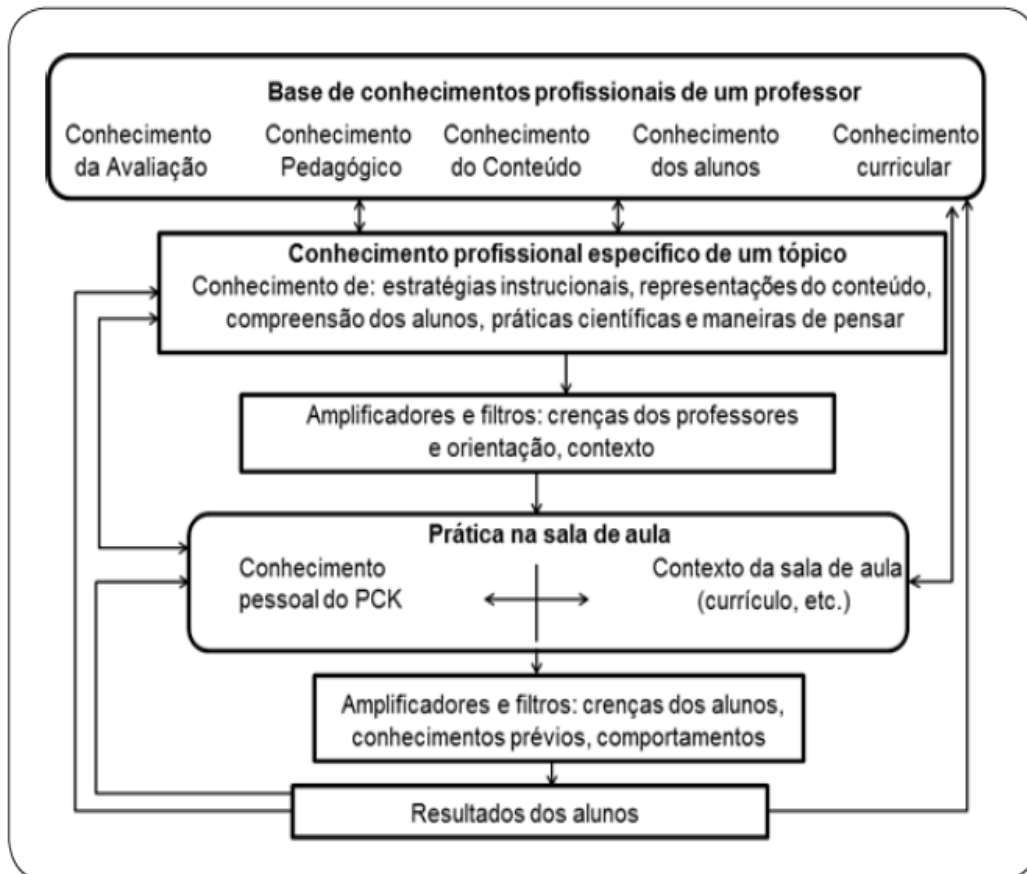 Base de conhecimentos profissionais de um professor
Conhecimento da Avaliação
Conhecimento Pedagógico
Conhecimento do Conteúdo
Conhecimento dos alunos
Conhecimento curricular
Conhecimento profissional específico de um tópico
Conhecimento de: estratégias instrucionais, representações do conteúdo,
compreensão dos alunos, práticas científicas e maneiras de pensar
Amplificadores e filtros: crenças dos professores
e orientação, contexto
Prática na sala de aula
Conhecimento
pessoal do PCK
Contexto da sala de aula
(currículo, etc.)
Amplificadores e filtros: crenças dos alunos,
conhecimentos prévios, comportamentos
Resultados dos alunos